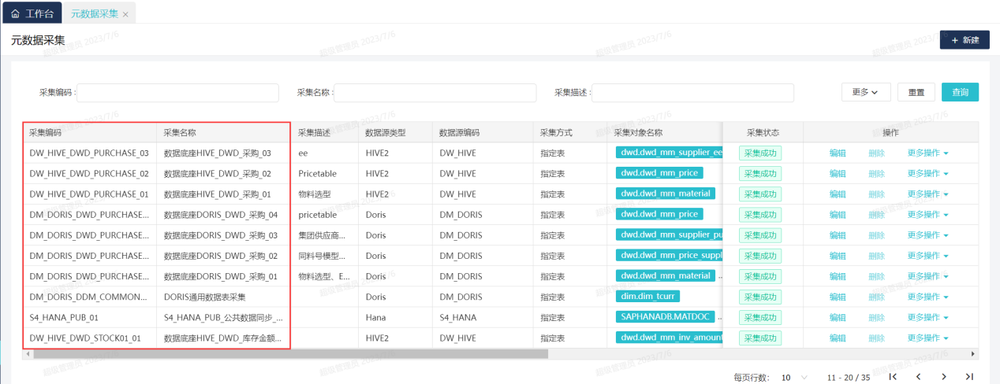 工作台 元数据采集 ×
元数据采集
+ 新建
采集编码: 采集名称: 采集描述: 更多 重置 查询
采集编码 采集名称 采集描述 数据源类型 数据源编码 采集方式 采集对象名称 采集状态 操作
DW_HIVE_DWD_PURCHASE_03 数据底座HIVE_DWD_采购_03 ee HIVE2 DW_HIVE 指定表 dwd.dwd_mm_supplier_ee 采集成功 编辑 删除 更多操作
DW_HIVE_DWD_PURCHASE_02 数据底座HIVE_DWD_采购_02 Pricetable HIVE2 DW_HIVE 指定表 dwd.dwd_mm_price 采集成功 编辑 删除 更多操作
DW_HIVE_DWD_PURCHASE_01 数据底座HIVE_DWD_采购_01 物料选型 HIVE2 DW_HIVE 指定表 dwd.dwd_mm_material 采集成功 编辑 删除 更多操作
DM_DORIS_DWD_PURCHASE... 数据底座DORIS_DWD_采购_04 pricetable Doris DM_DORIS 指定表 dwd.dwd_mm_price 采集成功 编辑 删除 更多操作
DM_DORIS_DWD_PURCHASE... 数据底座DORIS_DWD_采购_03 集团供应商... Doris DM_DORIS 指定表 dwd.dwd_mm_supplier_pu 采集成功 编辑 删除 更多操作
DM_DORIS_DWD_PURCHASE... 数据底座DORIS_DWD_采购_02 同料号模型... Doris DM_DORIS 指定表 dwd.dwd_mm_price_suppl 采集成功 编辑 删除 更多操作
DM_DORIS_DWD_PURCHASE... 数据底座DORIS_DWD_采购_01 物料选型、E... Doris DM_DORIS 指定表 dwd.dwd_mm_material .. 采集成功 编辑 删除 更多操作
DM_DORIS_DDM_COMMON... DORIS通用数据表采集 Doris DM_DORIS 指定表 dim.dim_tcurr 采集成功 编辑 删除 更多操作
S4_HANA_PUB_01 S4_HANA_PUB_公共数据同步_... Hana S4_HANA 指定表 SAPHANADB.MATDOC .. 采集成功 编辑 删除 更多操作
DW_HIVE_DWD_STOCK01_01 数据底座HIVE_DWD_库存金额... HIVE2 DW_HIVE 指定表 dwd.dwd_mm_inv_amount 采集成功 编辑 删除 更多操作
每页行数: 10 11 - 20 / 35
超级管理员 2023/7/6